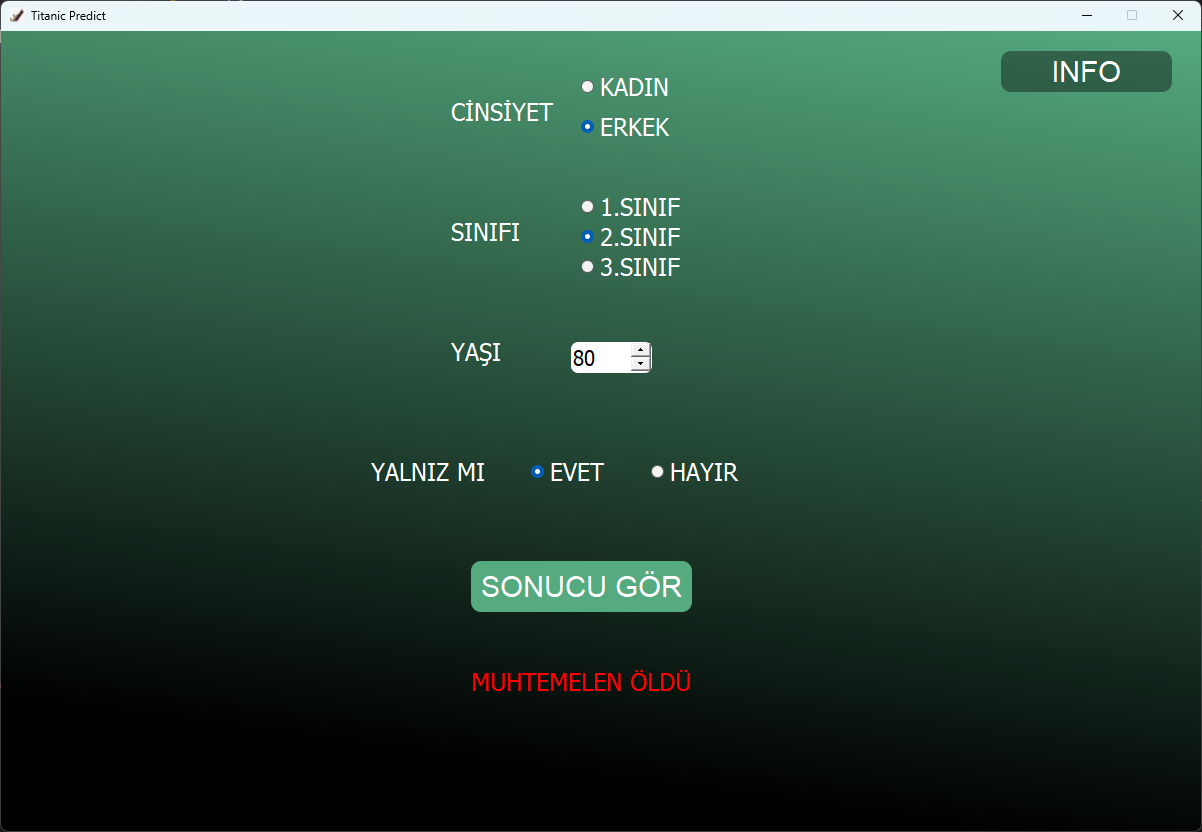 Titanic Predict
INFO
CİNSİYET
KADIN
ERKEK
SINIFI
1.SINIF
2.SINIF
3.SINIF
YAŞI
80
YALNIZ MI EVET HAYIR
SONUCU GÖR
MUHTEMELEN ÖLDÜ